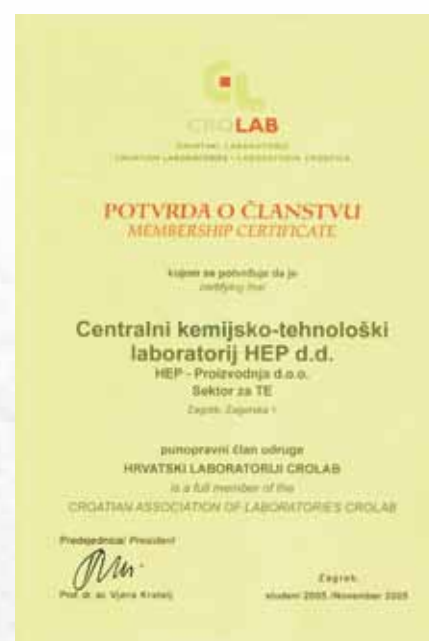 CROLAB
HRVATSKI LABORATORIJI
CROATIAN LABORATORIES • LABORATORIA CROATICA
POTVRDA O ČLANSTVU
MEMBERSHIP CERTIFICATE
kojom se potvrđuje da je
certifying that
Centralni kemijsko-tehnološki
laboratorij HEP d.d.
HEP - Proizvodnja d.o.o.
Sektor za TE
Zagreb, Zagorska 1
punopravni član udruge
HRVATSKI LABORATORIJI CROLAB
is a full member of the
CROATIAN ASSOCIATION OF LABORATORIES CROLAB
Predsjednica/ President
Prof. dr. sc. Vjera Krstelj
Zagreb,
studeni 2005./November 2005